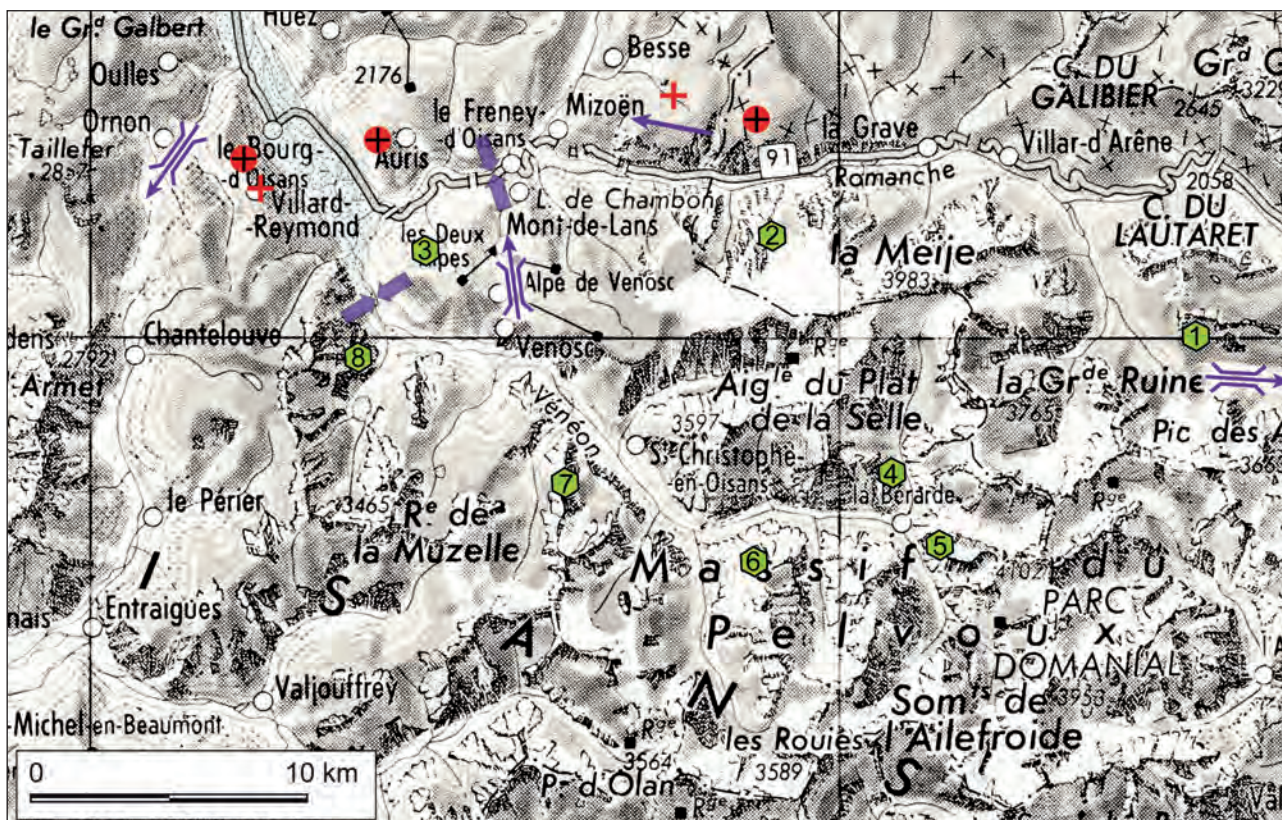 le Grd Galbert
Huez
Oulles
2176
Besse
C. DU
GALIBIER
Grd G
2645
322
Ornon
Taillefer
2857
le Bourg-
-d'Oisans
Auris
le Freney-
d'Oisans
Mizoën
la Grave
Villar-d'Arêne
91
Romanche
Villard-
-Reymond
L. de Chambon
Mont-de-Lans
2058
C. DU
LAUTARET
les Deux
Alpes
3
2
la Meije
3983
Alpe de Venosc
Chantelouve
8
Venosc
Rge
1
2792
Armet
Aigle du Plat
de la Selle
3597
la Grde Ruine
3765
Pic des A
Vénéon
Ste Christophe-
en-Oisans
7
4
la Bérarde
Rge
le Périer
3465
Re de
la Muzelle
6
5
Massif du
4102
PARC
DOMANIAL
Entraigues
I S A N S
Pelvoux
Valjouffrey
-Michel-en-Beaumont
Somts de
l'Ailefroide
3953
les Rouies
3589
Rge
3564
P. d'Olan
Rge
0
10 km